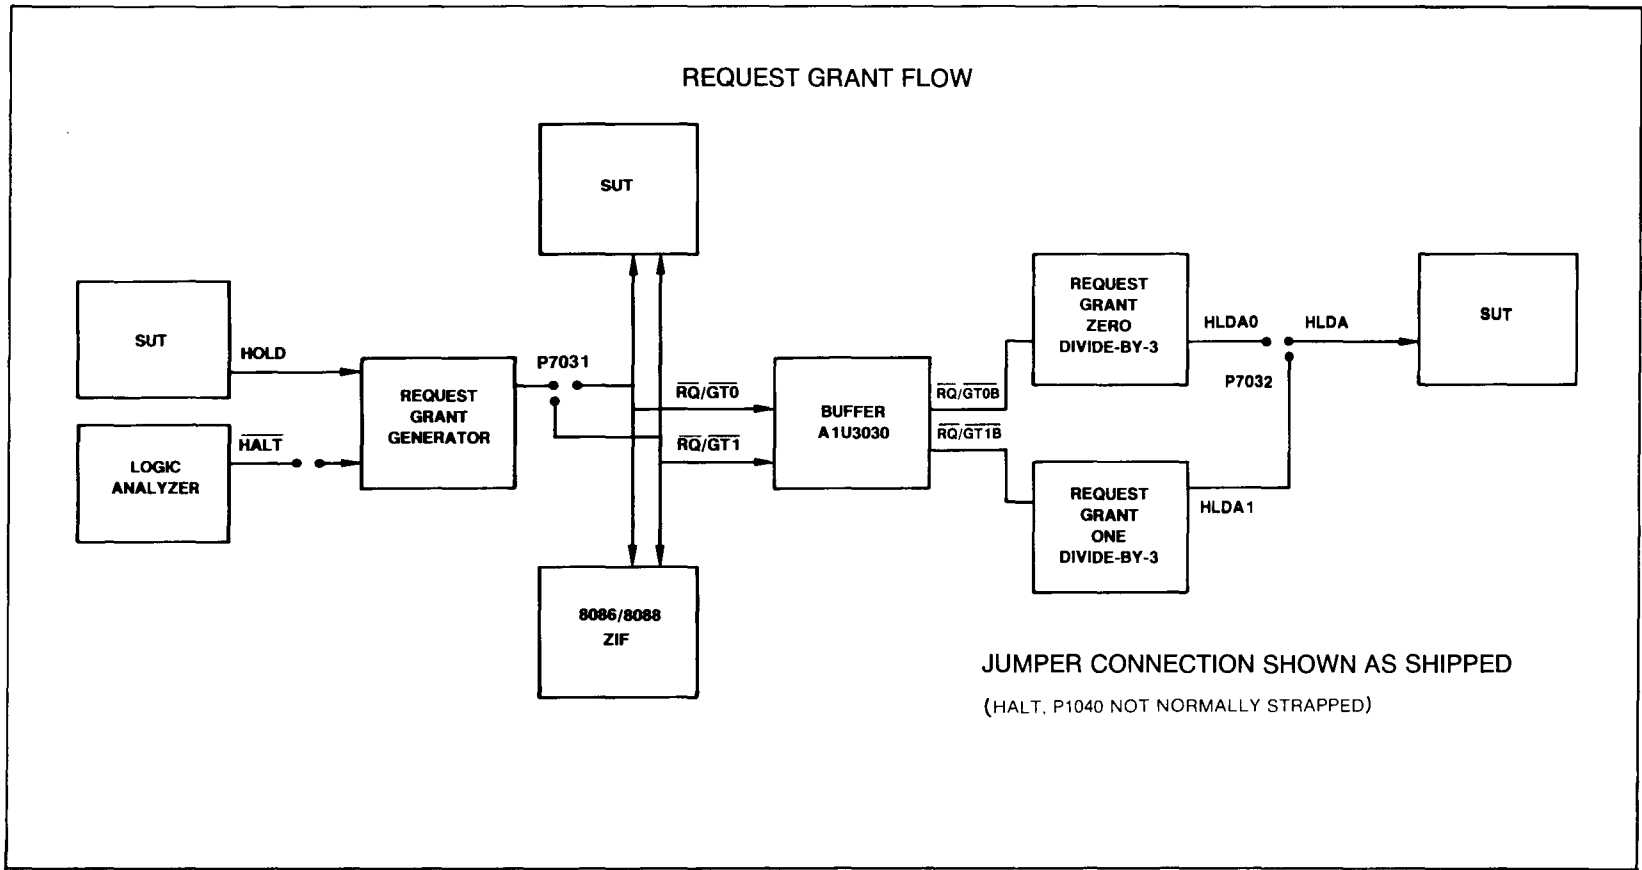 REQUEST GRANT FLOW
SUT
SUT
HOLD
LOGIC
ANALYZER
HALT
REQUEST
GRANT
GENERATOR
P7031
RQ/GT0
RQ/GT1
8086/8088
ZIF
BUFFER
A1U3030
RQ/GT0B
RQ/GT1B
REQUEST
GRANT
ZERO
DIVIDE-BY-3
REQUEST
GRANT
ONE
DIVIDE-BY-3
HLDA0
HLDA
P7032
HLDA1
SUT
JUMPER CONNECTION SHOWN AS SHIPPED
(HALT, P1040 NOT NORMALLY STRAPPED)